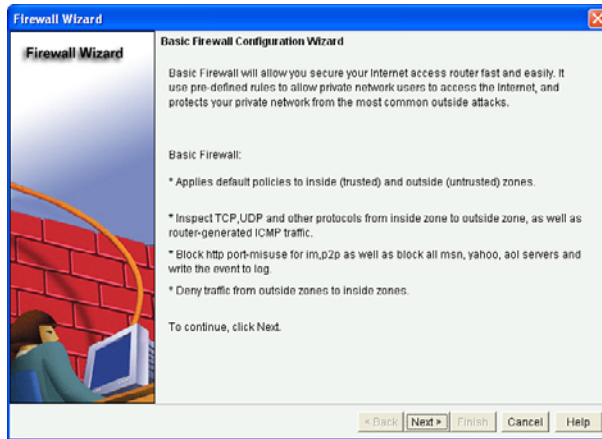 Firewall Wizard
Firewall Wizard
Basic Firewall Configuration Wizard
Basic Firewall will allow you secure your Internet access router fast and easily. It
use pre-defined rules to allow private network users to access the Internet, and
protects your private network from the most common outside attacks.
Basic Firewall:
* Applies default policies to inside (trusted) and outside (untrusted) zones.
* Inspect TCP,UDP and other protocols from inside zone to outside zone, as well as
router-generated ICMP traffic.
* Block http port-misuse for im,p2p as well as block all msn, yahoo, aol servers and
write the event to log.
* Deny traffic from outside zones to inside zones.
To continue, click Next.
< Back Next > Finish Cancel Help